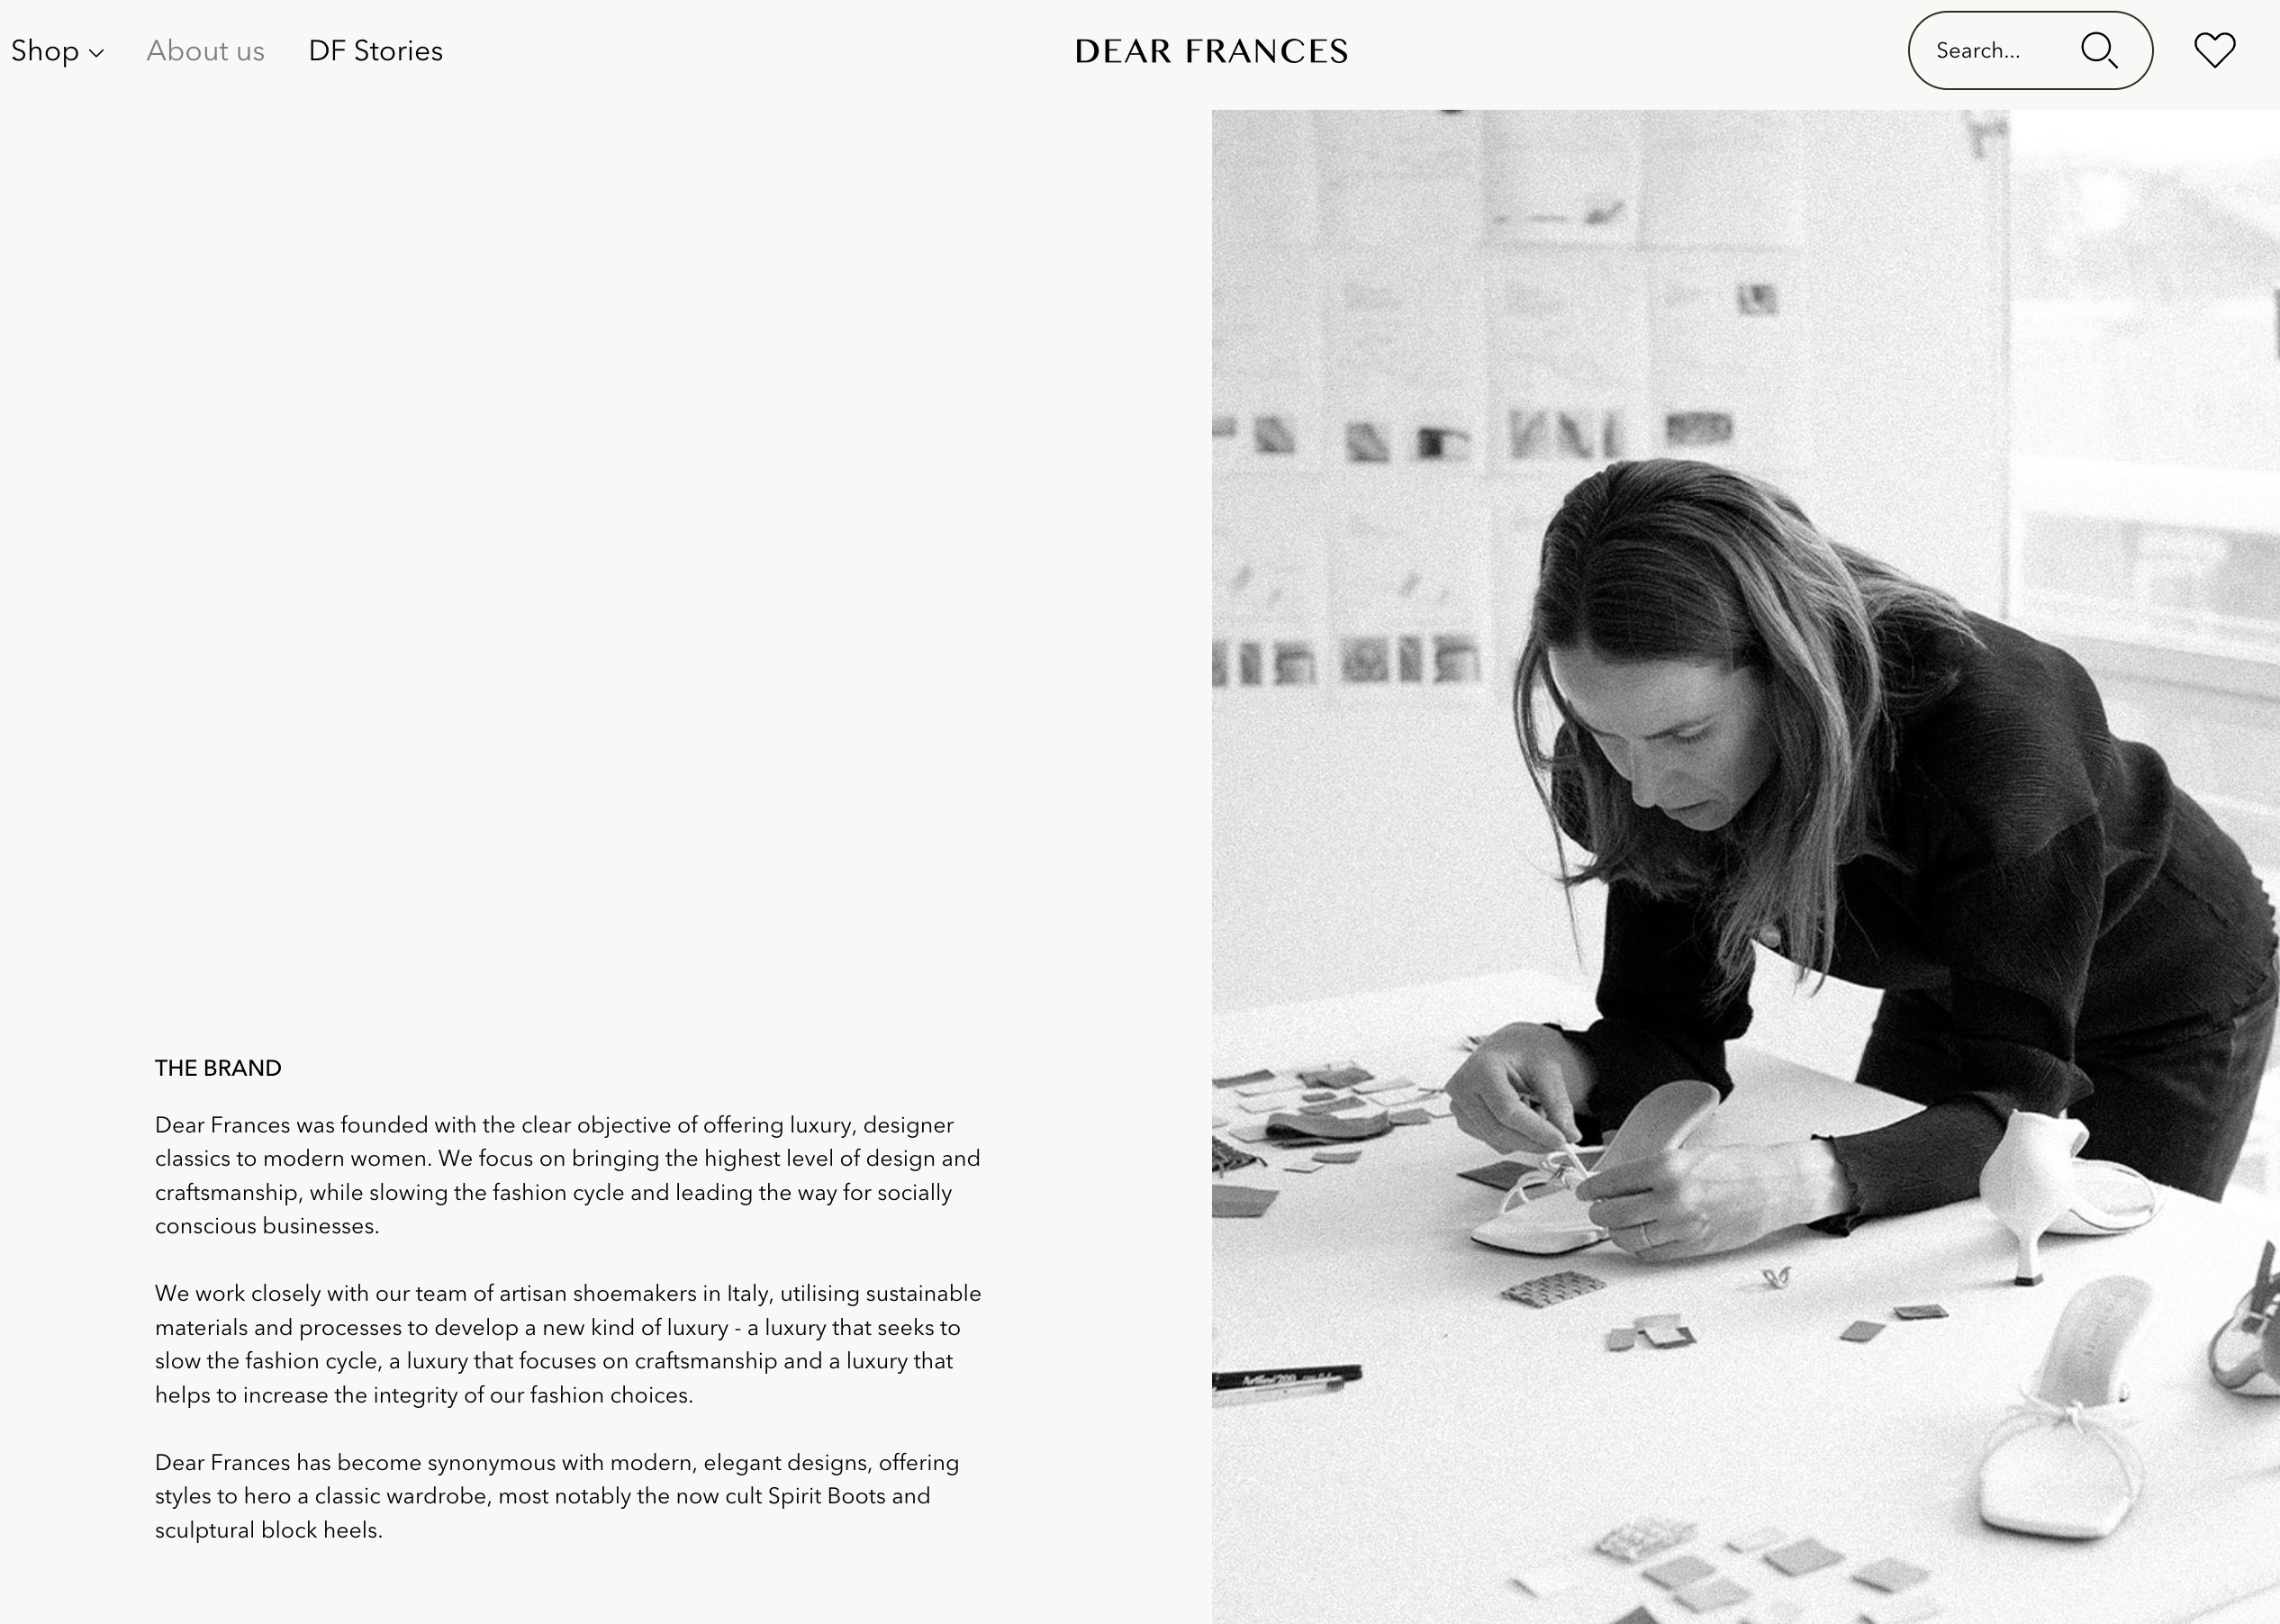 Shop
About us
DF Stories
DEAR FRANCES
Search...
THE BRAND
Dear Frances was founded with the clear objective of offering luxury, designer
classics to modern women. We focus on bringing the highest level of design and
craftsmanship, while slowing the fashion cycle and leading the way for socially
conscious businesses.
We work closely with our team of artisan shoemakers in Italy, utilising sustainable
materials and processes to develop a new kind of luxury - a luxury that seeks to
slow the fashion cycle, a luxury that focuses on craftsmanship and a luxury that
helps to increase the integrity of our fashion choices.
Dear Frances has become synonymous with modern, elegant designs, offering
styles to hero a classic wardrobe, most notably the now cult Spirit Boots and
sculptural block heels.